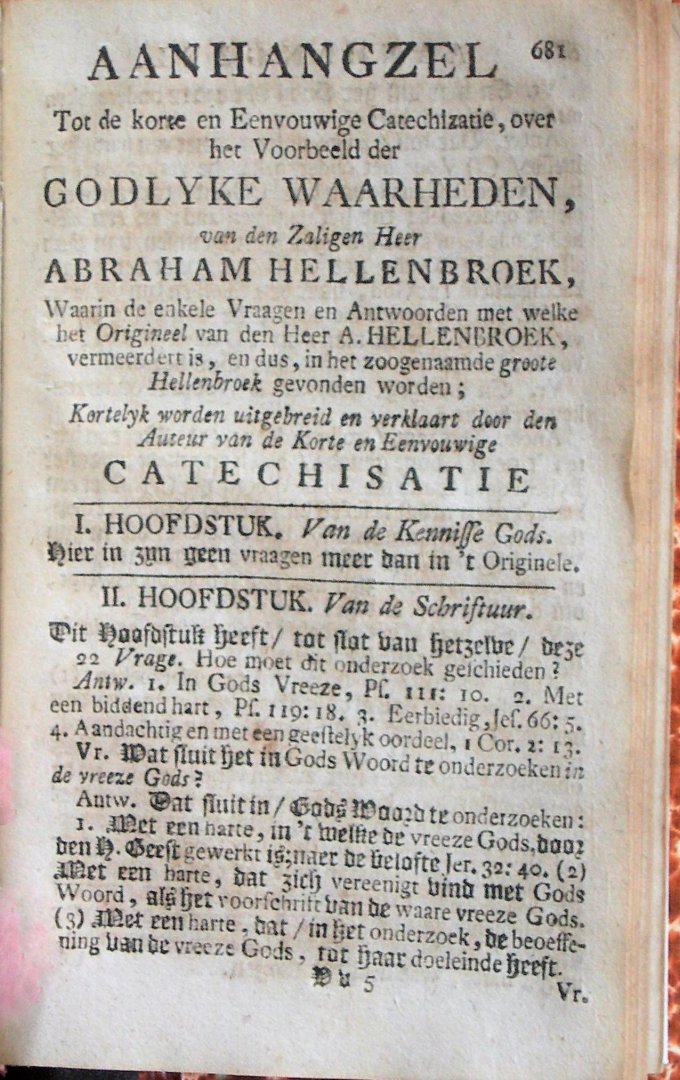 681
AANHANGZEL
Tot de korte en Eenvouwige Catechizatie, over
het Voorbeeld der
GODLYKE WAARHEDEN,
van den Zaligen Heer
ABRAHAM HELLENBROEK,
Waarin de enkele Vraagen en Antwoorden met welke
het Origineel van den Heer A. HELLENBROEK,
vermeerdert is, en dus, in het zoogenaamde groote
Hellenbroek gevonden worden;
Kortelyk worden uitgebreid en verklaart door den
Auteur van de Korte en Eenvouwige
CATECHISATIE
I. HOOFDSTUK. Van de Kennisse Gods.
Hier in zyn geen vraagen meer dan in 't Originele.
II. HOOFDSTUK. Van de Schriftuur.
Dit Hoofdstuk heeft / tot slot van hetzelve / deze
22 Vrage. Hoe moet dit onderzoek geschieden?
Antw. 1. In Gods Vreeze, Ps. 111: 10. 2. Met
een biddend hart, Ps. 119: 18. 3. Eerbiedig, Jes. 66: 5.
4. Aandachtig en met een geestelyk oordeel, 1 Cor. 2: 13.
Vr. Wat sluit het in Gods Woord te onderzoeken in
de vreeze Gods?
Antw. Dat sluit in / Gods Woord te onderzoeken:
1. Met een harte, in 't welke de vreeze Gods, door
den H. Geest gewerkt is; naer de belofte Jer. 32: 40. (2)
Met een harte, dat zich vereenigt vind met Gods
Woord, als het voorschrift van de waare vreeze Gods.
(3) Met een harte, dat / in het onderzoek, de beoeffe-
ning van de vreeze Gods, tot haar doeleinde heeft.
Vv 5
Vr.